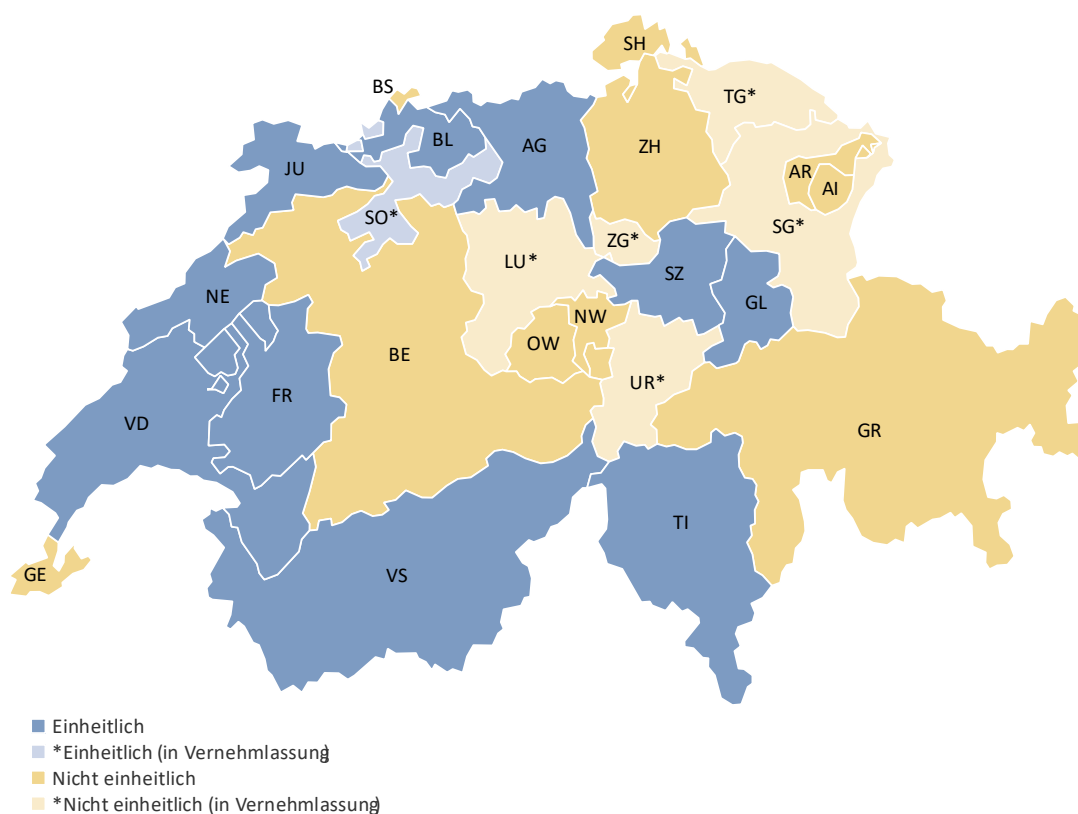 SH
BS
TG*
BL
AG
ZH
JU
AR
AI
SO*
SG*
ZG*
LU*
SZ
NE
GL
NW
OW
BE
UR*
FR
VD
GR
TI
GE
VS
Einheitlich
*Einheitlich (in Vernehmlassung)
Nicht einheitlich
*Nicht einheitlich (in Vernehmlassung)